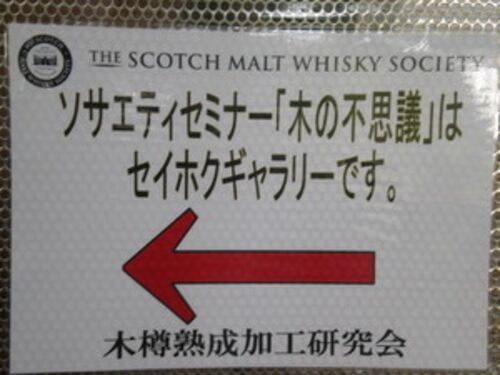 THE SCOTCH MALT WHISKY SOCIETY
ソサエティセミナー「木の不思議」は
セイホクギャラリーです。
木樽熟成加工研究会